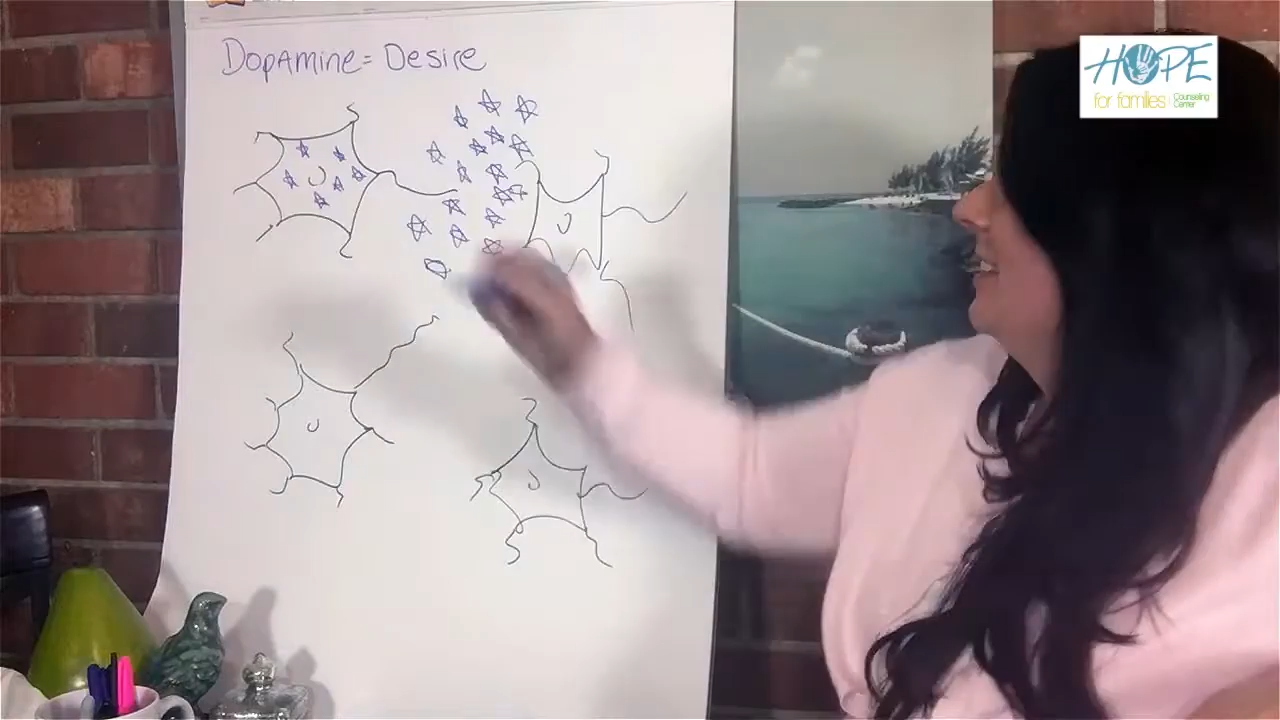 Dopamine = Desire
HOPE
for families
Counseling
Center